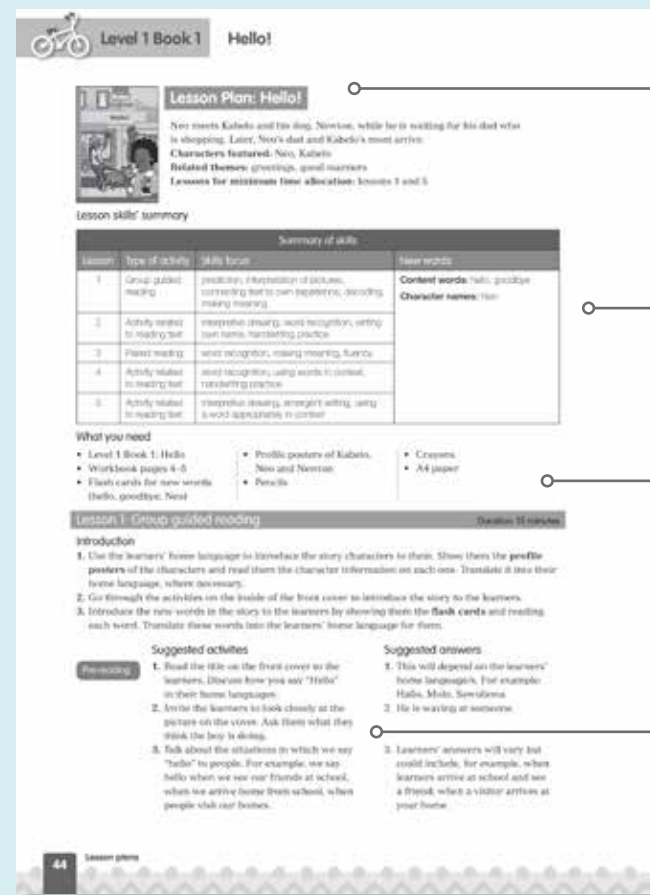 Level 1 Book 1 Hello!
Lesson Plan: Hello!
Neo meets Kabelo and his dog, Newton, while he is waiting for his dad who
is shopping. Later, Neo's dad and Kabelo's mom arrive.
Characters featured: Neo, Kabelo
Related themes: greetings, good manners
Lessons for minimum time allocation: lessons 1 and 5
Lesson skills' summary
Summary of skills
Lesson Type of activity Skills focus New words
1 Group guided reading
prediction, interpretation of pictures,
connecting text to own experience, decoding,
making meaning
Content words: hello, goodbye
Character names: Neo
2 Activity related to reading text
interpretive drawing, word recognition, writing
own name, handwriting practice
3 Paired reading word recognition, making meaning, fluency
4 Activity related to reading text
word recognition, using words in context,
handwriting practice
5 Activity related to reading text
interpretive drawing, emergent writing, using
a word appropriately in context
What you need
• Level 1 Book 1: Hello
• Workbook pages 4–5
• Flash cards for new words
(hello, goodbye, Neo)
• Profile posters of Kabelo,
Neo and Newton
• Pencils
• Crayons
• A4 paper
Lesson 1: Group guided reading Duration: 30 minutes
Introduction
1. Use the learners' home language to introduce the story characters to them. Show them the profile
posters of the characters and read them the character information on each one. Translate it into their
home language, where necessary.
2. Go through the activities on the inside of the front cover to introduce the story to the learners.
3. Introduce the new words in the story to the learners by showing them the flash cards and reading
each word. Translate these words into the learners' home language for them.
Pre-reading
Suggested activities
1. Read the title on the front cover to the
learners. Discuss how you say "Hello"
in their home languages.
2. Invite the learners to look closely at the
picture on the cover. Ask them what they
think the boy is doing.
3. Talk about the situations in which we say
"hello" to people. For example, we say
hello when we see our friends at school,
when we arrive home from school, when
people visit our homes.
Suggested answers
1. This will depend on the learners'
home language/s. For example:
Hallo, Molo, Sawubona.
2. He is waving at someone.
3. Learners' answers will vary but
could include, for example, when
learners arrive at school and see
a friend; when a visitor arrives at
your home.
44 Lesson plans